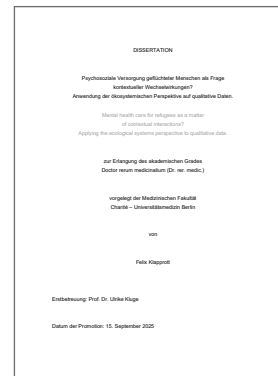 DISSERTATION
Psychosoziale Versorgung geflüchteter Menschen als Frage
kontextueller Wechselwirkungen?
Anwendung der ökosystemischen Perspektive auf qualitative Daten.
Mental health care for refugees as a matter
of contextual interactions?
Applying the ecological systems perspective to qualitative data.
zur Erlangung des akademischen Grades
Doctor rerum medicinalium (Dr. rer. medic.)
vorgelegt der Medizinischen Fakultät
Charité – Universitätsmedizin Berlin
von
Felix Klapprott
Erstbetreuung: Prof. Dr. Ulrike Kluge
Datum der Promotion: 15. September 2025